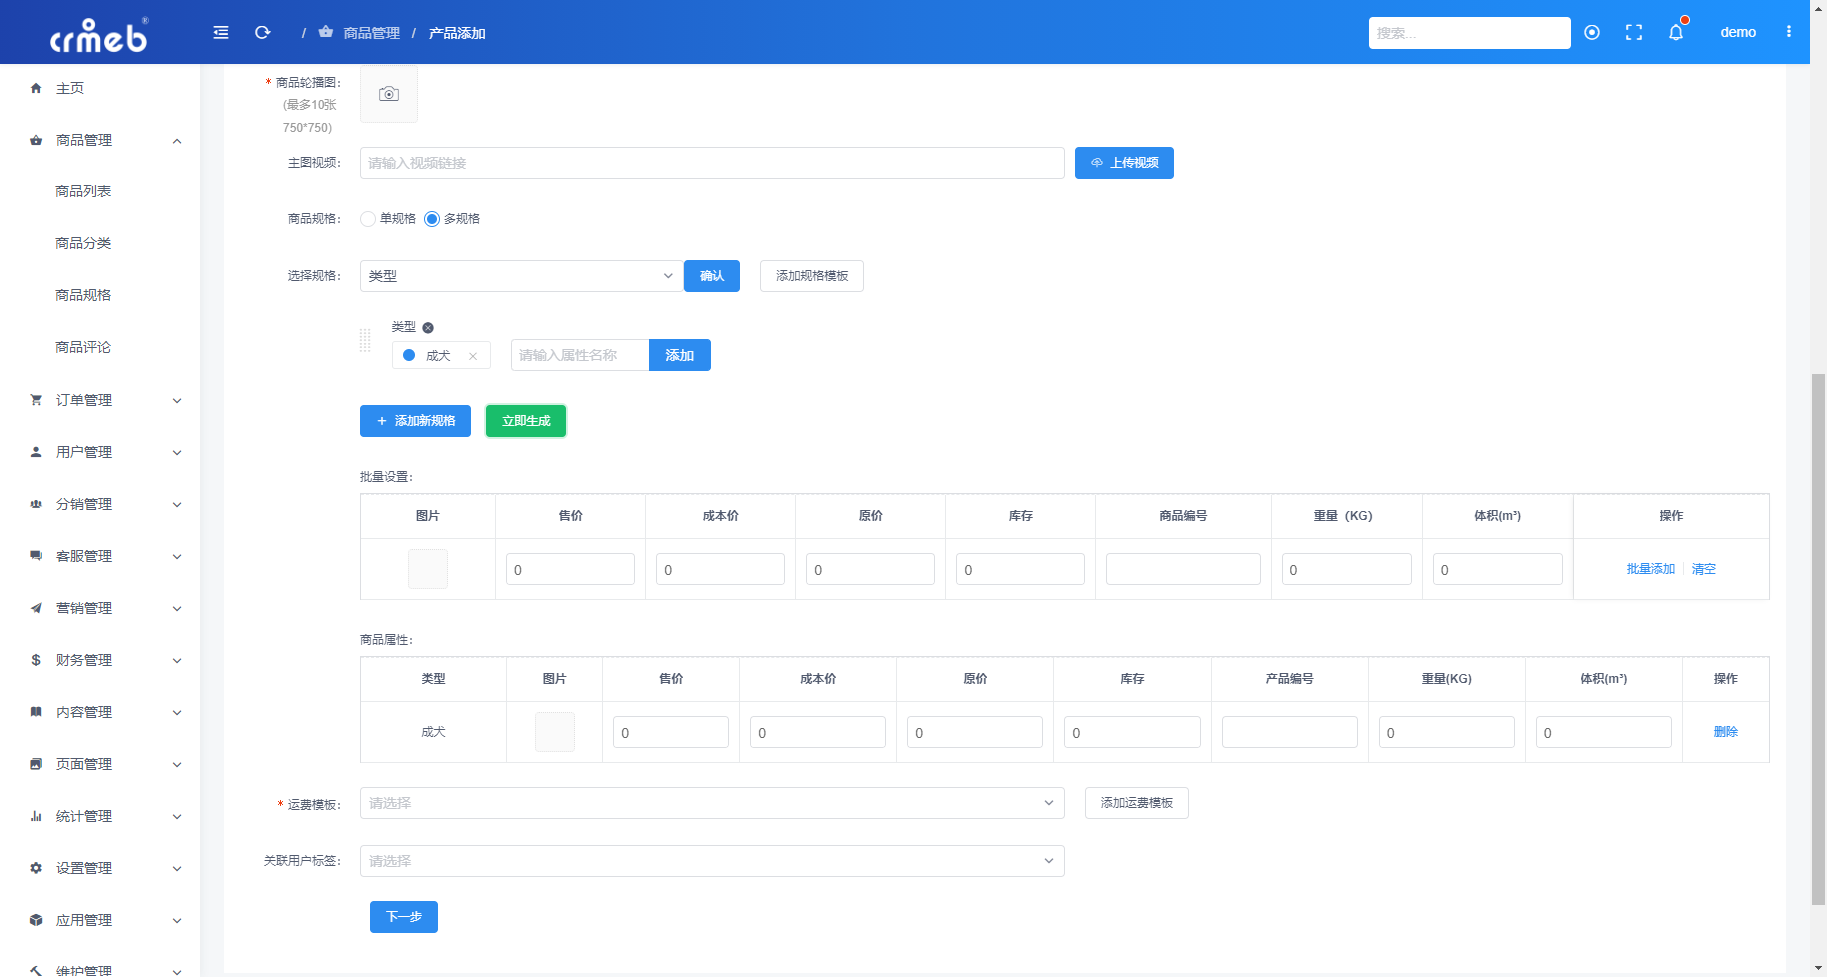 crmeb®
/ 商品管理 / 产品添加
搜索...
demo
主页
商品管理
商品列表
商品分类
商品规格
商品评论
订单管理
用户管理
分销管理
客服管理
营销管理
财务管理
内容管理
页面管理
统计管理
设置管理
应用管理
维护管理
* 商品轮播图:
(最多10张
750*750)
主图视频: 请输入视频链接 上传视频
商品规格: 单规格 多规格
选择规格: 类型 确认 添加规格模板
类型
成犬 请输入属性名称 添加
+ 添加新规格 立即生成
批量设置:
图片 售价 成本价 原价 库存 商品编号 重量 (KG) 体积(m³) 操作
0 0 0 0 0 0 批量添加 清空
商品属性:
类型 图片 售价 成本价 原价 库存 产品编号 重量(KG) 体积(m³) 操作
成犬 0 0 0 0 0 0 删除
* 运费模板: 请选择 添加运费模板
关联用户标签: 请选择
下一步